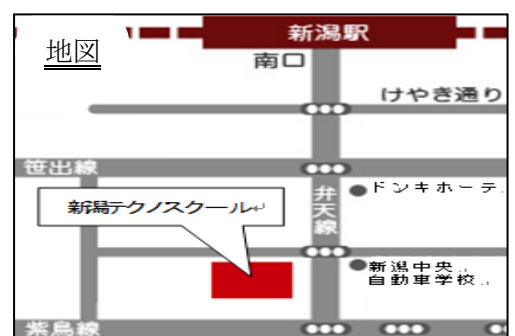 地図
新潟駅
南口
けやき通り
笹出線
弁天線
ドンキホーテ
新潟テクノスクール
新潟中央
自動車学校
紫鳥線